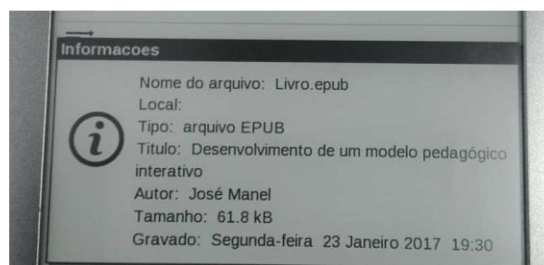 Informacoes
Nome do arquivo: Livro.epub
Local:
Tipo: arquivo EPUB
Titulo: Desenvolvimento de um modelo pedagógico
interativo
Autor: José Manel
Tamanho: 61.8 kB
Gravado: Segunda-feira 23 Janeiro 2017 19:30